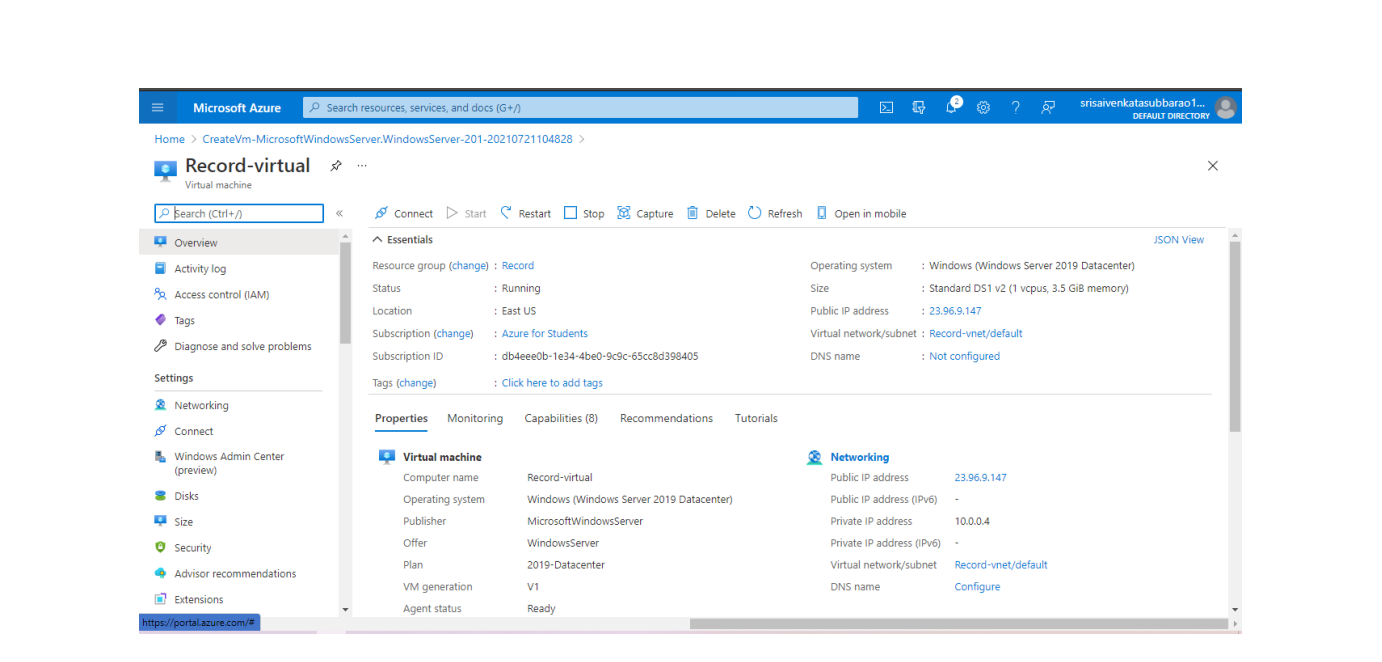 Microsoft Azure
Search resources, services, and docs (G+/)
2
srisaivenkatasubbarao1...
DEFAULT DIRECTORY
Home > CreateVm-MicrosoftWindowsServer.WindowsServer-201-20210721104828 >
Record-virtual ...
Virtual machine
Search (Ctrl+/)
«
Overview
Activity log
Access control (IAM)
Tags
Diagnose and solve problems
Settings
Networking
Connect
Windows Admin Center
(preview)
Disks
Size
Security
Advisor recommendations
Extensions
https://portal.azure.com/#
Connect Start Restart Stop Capture Delete Refresh Open in mobile
Essentials JSON View
Resource group (change) : Record
Status : Running
Location : East US
Subscription (change) : Azure for Students
Subscription ID : db4eee0b-1e34-4be0-9c9c-65cc8d398405
Tags (change) : Click here to add tags
Operating system : Windows (Windows Server 2019 Datacenter)
Size : Standard DS1 v2 (1 vcpus, 3.5 GiB memory)
Public IP address : 23.96.9.147
Virtual network/subnet : Record-vnet/default
DNS name : Not configured
Properties Monitoring Capabilities (8) Recommendations Tutorials
Virtual machine
Computer name Record-virtual
Operating system Windows (Windows Server 2019 Datacenter)
Publisher MicrosoftWindowsServer
Offer WindowsServer
Plan 2019-Datacenter
VM generation V1
Agent status Ready
Networking
Public IP address 23.96.9.147
Public IP address (IPv6) -
Private IP address 10.0.0.4
Private IP address (IPv6) -
Virtual network/subnet Record-vnet/default
DNS name Configure